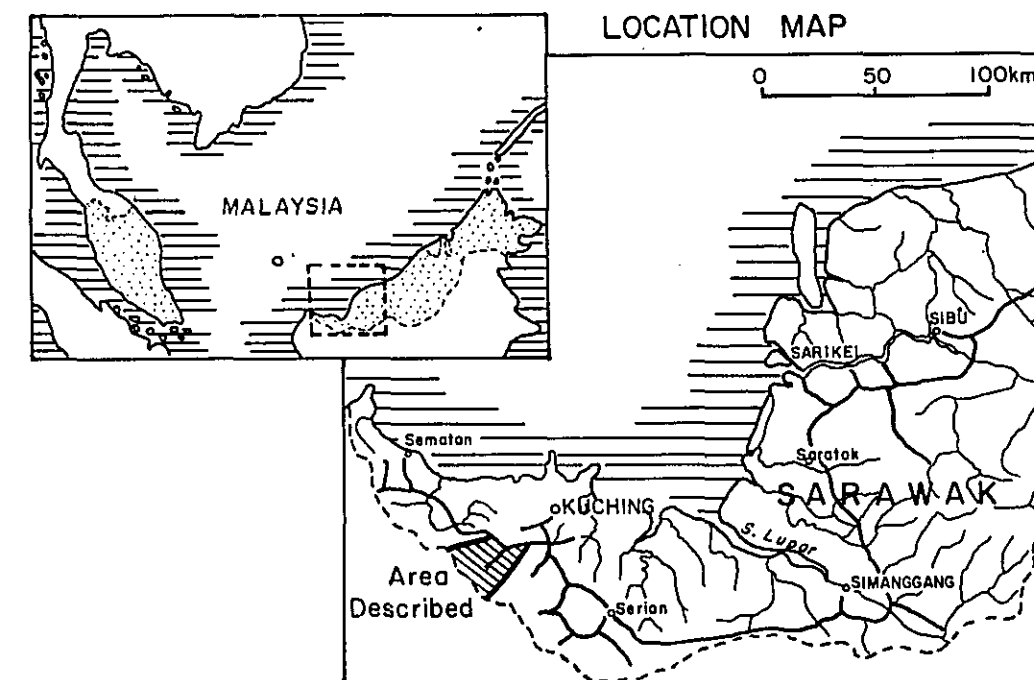 LOCATION MAP
0 50 100km
MALAYSIA
SIBU
SARIKEI
Sematan
Saratok
SARAWAK
KUCHING
S. Lupar
Area
Described
SIMANGGANG
Serian